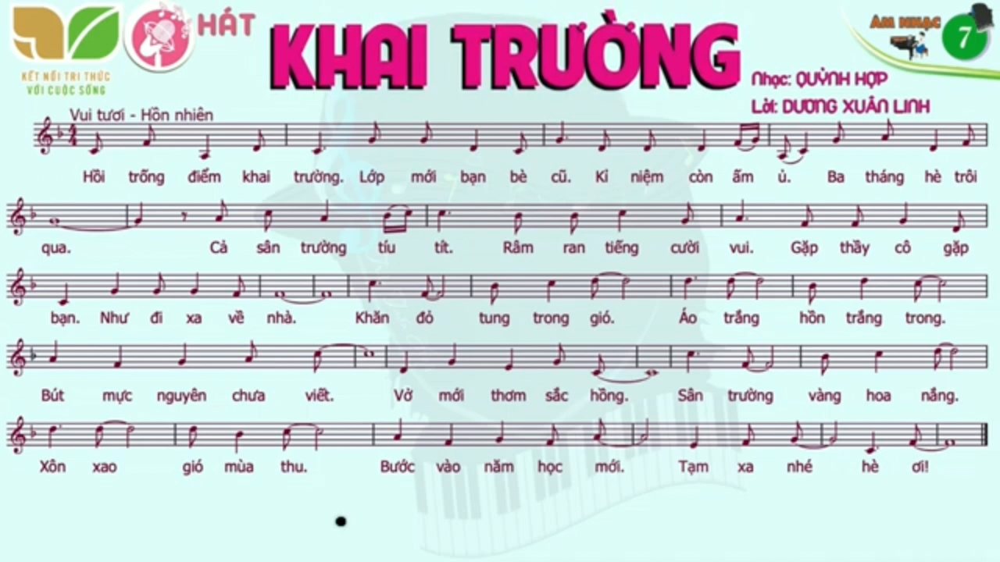 HÁT
KHAI TRƯỜNG
ÂM NHẠC 7
KẾT NỐI TRI THỨC
VỚI CUỘC SỐNG
Nhạc: QUỲNH HỢP
Lời: DƯƠNG XUÂN LINH
Vui tươi - Hồn nhiên
Hồi trống điểm khai trường. Lớp mới bạn bè cũ. Kỉ niệm còn ấm ủ. Ba tháng hè trôi
qua. Cả sân trường tíu tít. Râm ran tiếng cười vui. Gặp thầy cô gặp
bạn. Như đi xa về nhà. Khăn đỏ tung trong gió. Áo trắng hồn trắng trong.
Bút mực nguyên chưa viết. Vở mới thơm sắc hồng. Sân trường vàng hoa nắng.
Xôn xao gió mùa thu. Bước vào năm học mới. Tạm xa nhé hè ơi!